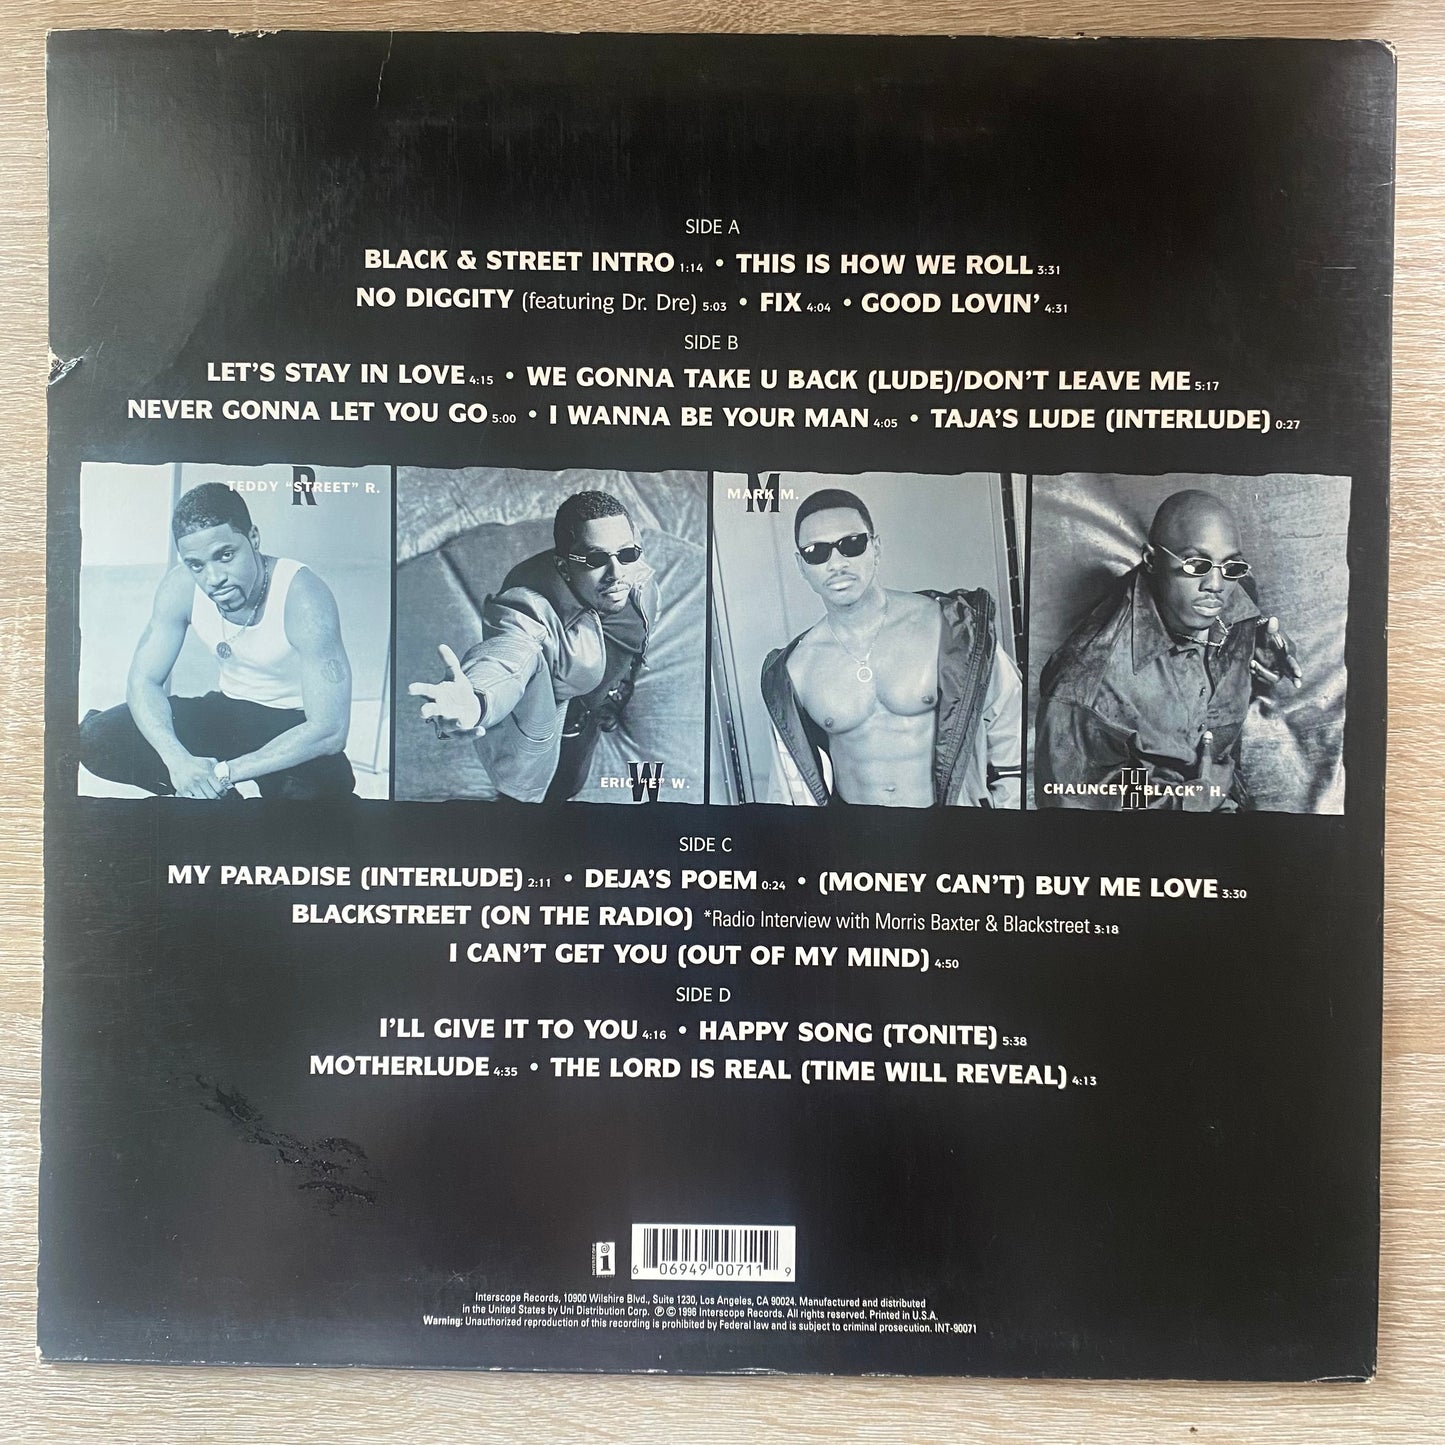 SIDE A
BLACK & STREET INTRO 1:14 • THIS IS HOW WE ROLL 3:31
NO DIGGITY (featuring Dr. Dre) 5:03 • FIX 4:04 • GOOD LOVIN' 4:31
SIDE B
LET'S STAY IN LOVE 4:15 • WE GONNA TAKE U BACK (LUDE)/DON'T LEAVE ME 5:17
NEVER GONNA LET YOU GO 5:00 • I WANNA BE YOUR MAN 4:05 • TAJA'S LUDE (INTERLUDE) 0:27
R
TEDDY "STREET" R.
W
ERIC "E" W.
M
MARK M.
H
CHAUNCEY "BLACK" H.
SIDE C
MY PARADISE (INTERLUDE) 2:11 • DEJA'S POEM 0:24 • (MONEY CAN'T) BUY ME LOVE 3:30
BLACKSTREET (ON THE RADIO) *Radio Interview with Morris Baxter & Blackstreet 3:18
I CAN'T GET YOU (OUT OF MY MIND) 4:50
SIDE D
I'LL GIVE IT TO YOU 4:16 • HAPPY SONG (TONITE) 5:38
MOTHERLUDE 4:35 • THE LORD IS REAL (TIME WILL REVEAL) 4:13
i
6 06949 00711 9
Interscope Records, 10900 Wilshire Blvd., Suite 1230, Los Angeles, CA 90024. Manufactured and distributed
in the United States by Uni Distribution Corp. ℗ © 1996 Interscope Records. All rights reserved. Printed in U.S.A.
Warning: Unauthorized reproduction of this recording is prohibited by Federal law and is subject to criminal prosecution. INT-90071